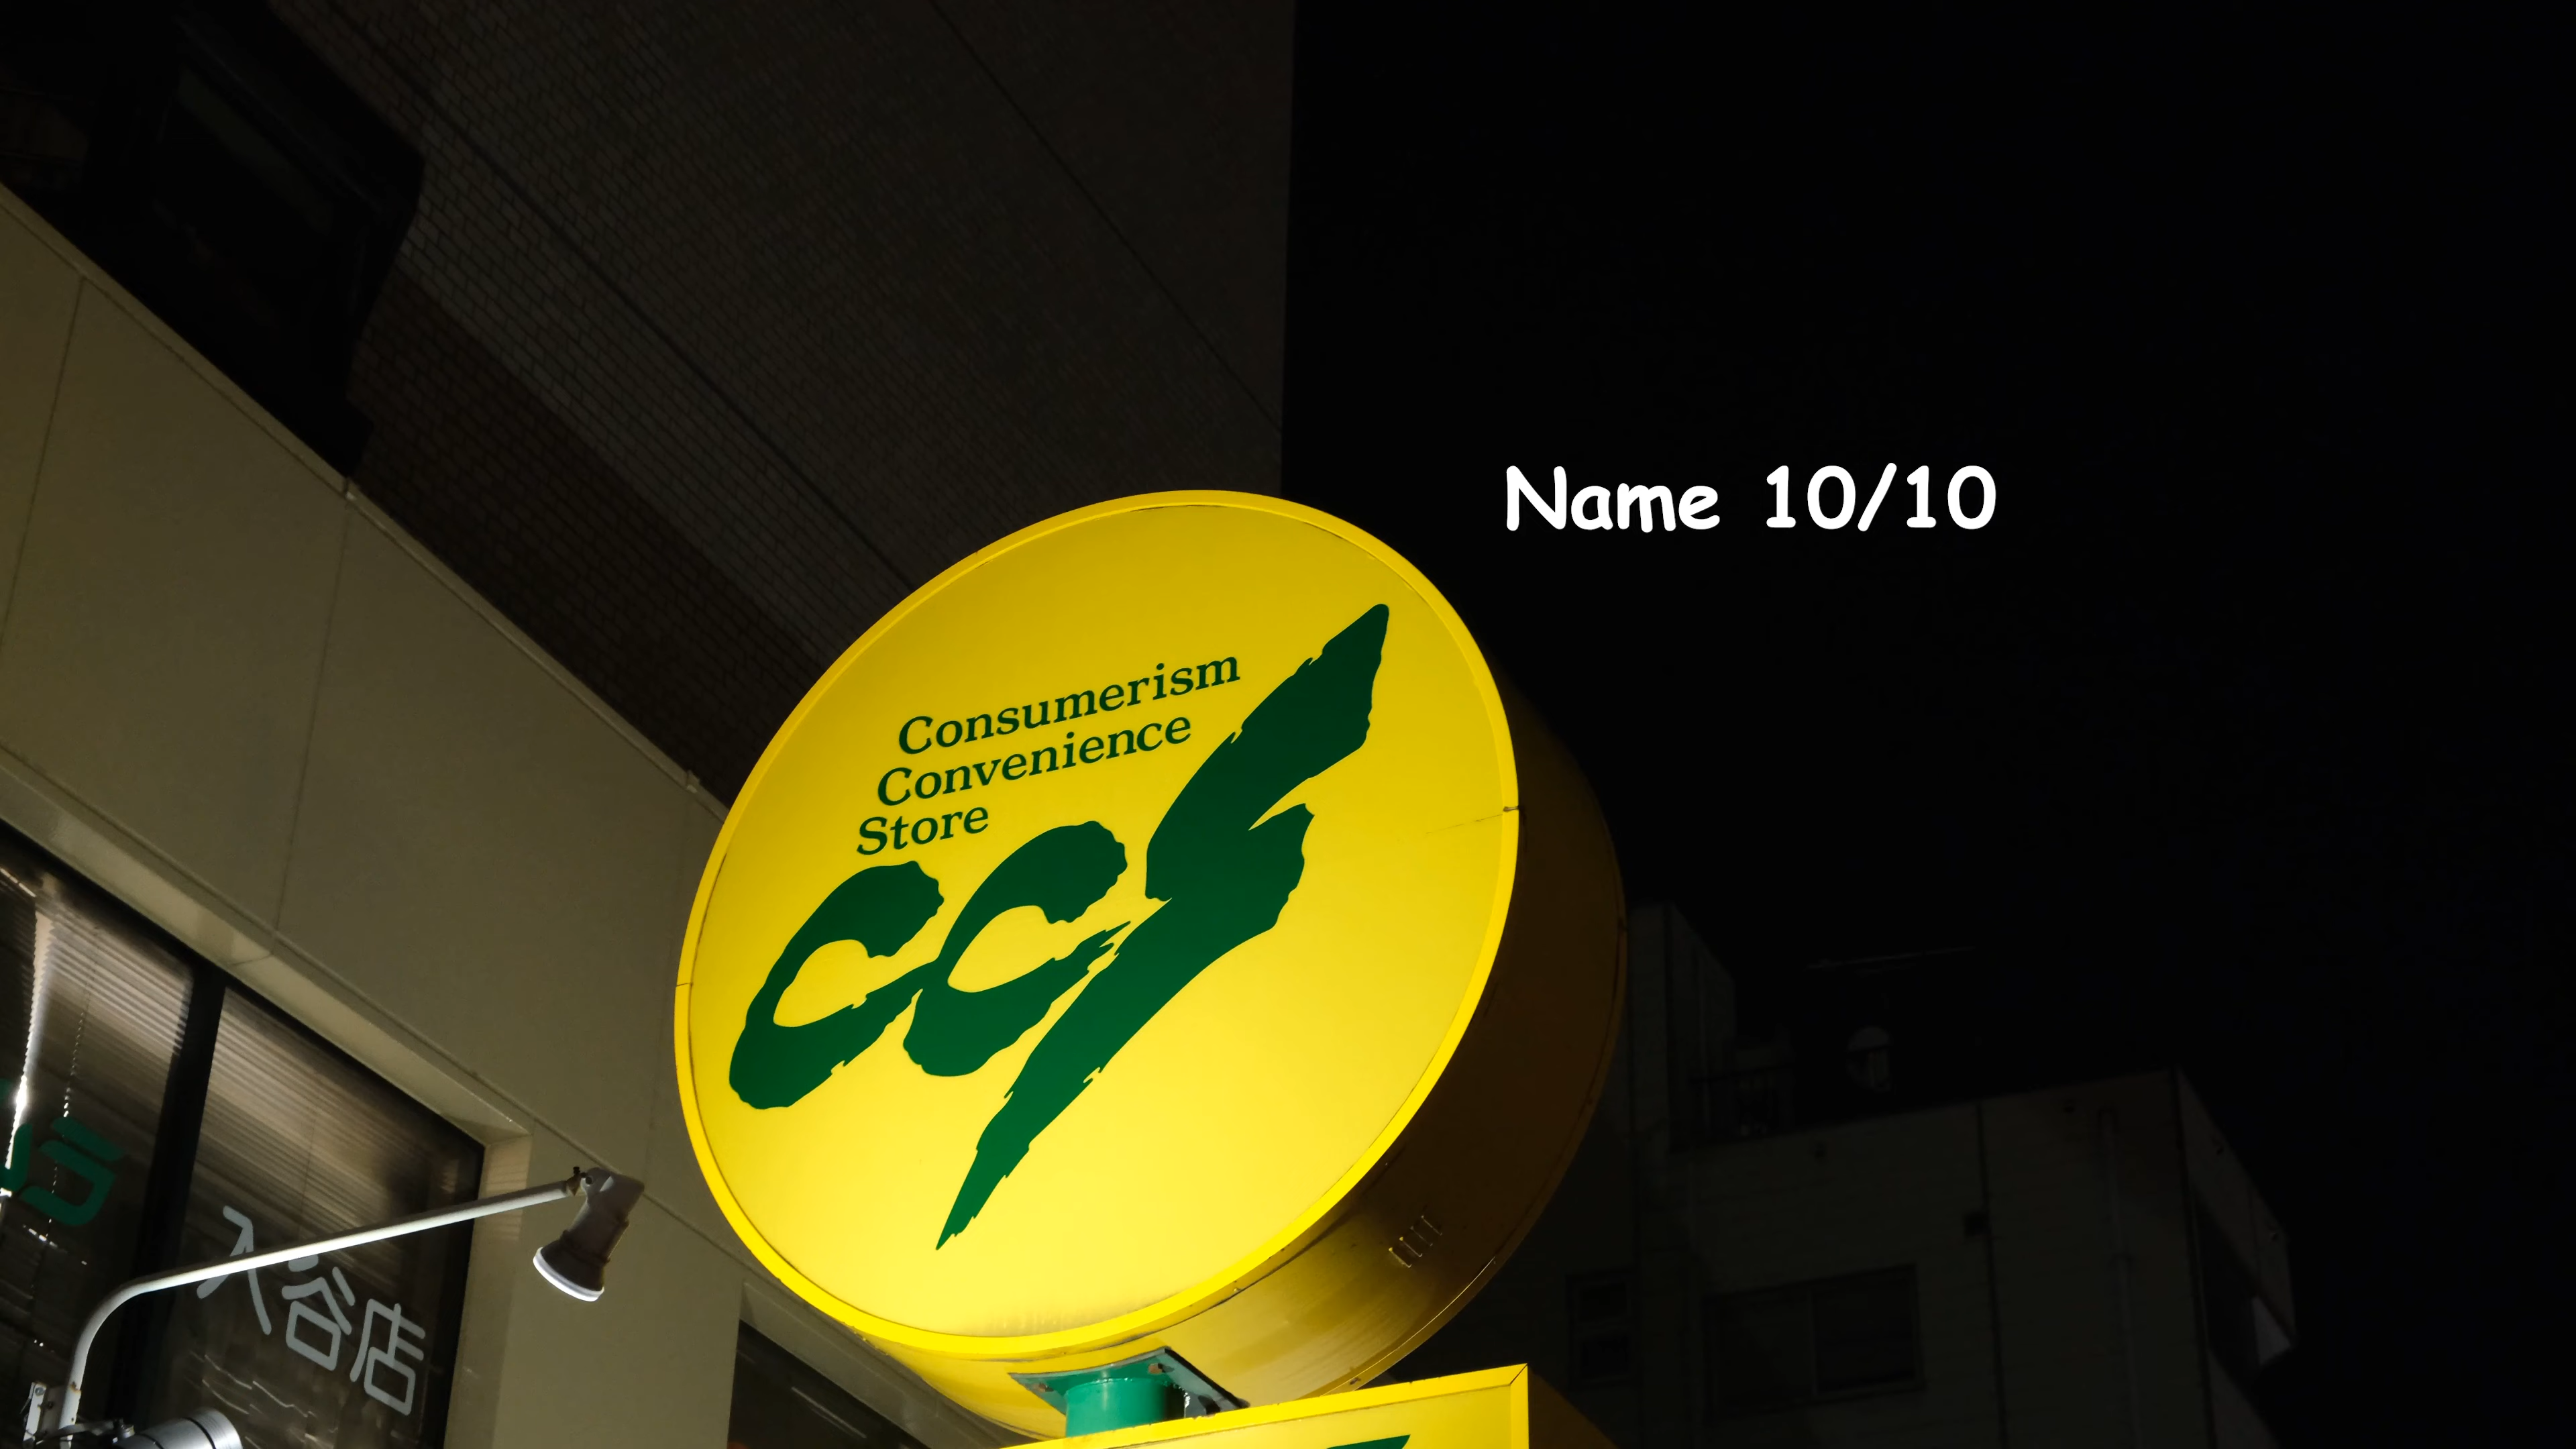 Name 10/10
Consumerism
Convenience
Store
ccs
入谷店